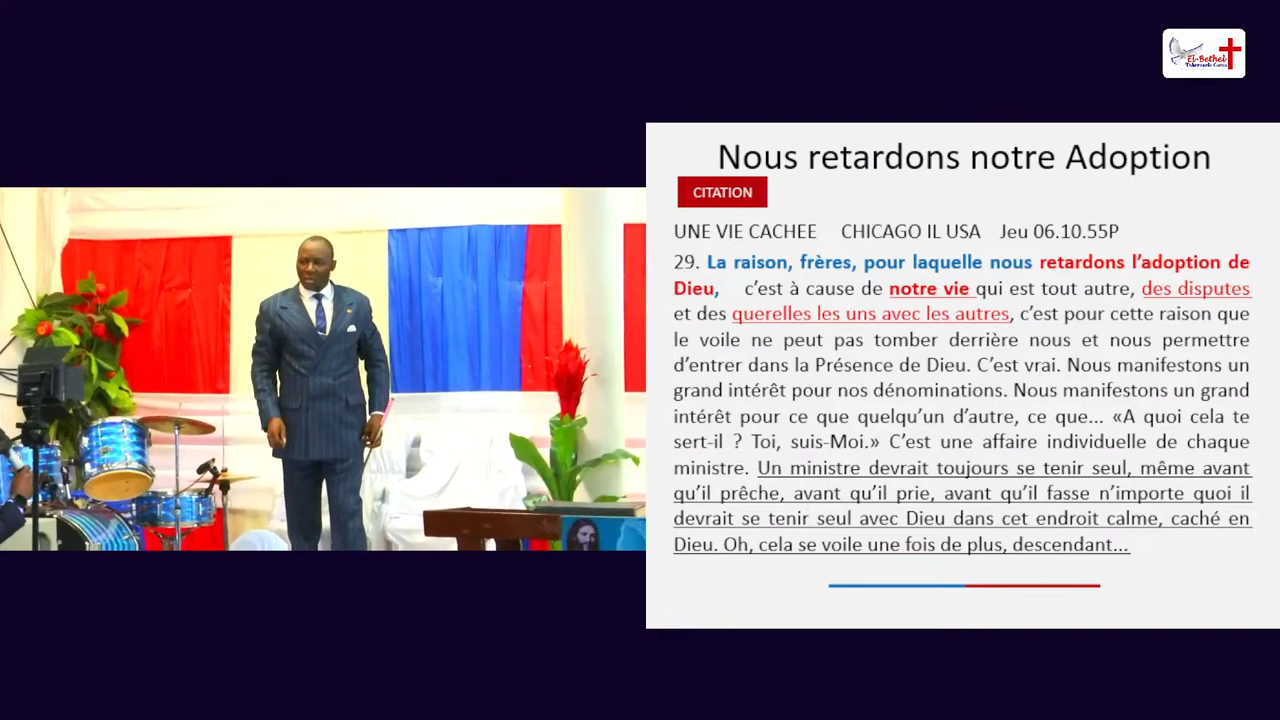 El-Bethel
Tabernacle Goma
Nous retardons notre Adoption
CITATION
UNE VIE CACHEE CHICAGO IL USA Jeu 06.10.55P
29. La raison, frères, pour laquelle nous retardons l’adoption de
Dieu, c’est à cause de notre vie qui est tout autre, des disputes
et des querelles les uns avec les autres, c’est pour cette raison que
le voile ne peut pas tomber derrière nous et nous permettre
d’entrer dans la Présence de Dieu. C’est vrai. Nous manifestons un
grand intérêt pour nos dénominations. Nous manifestons un grand
intérêt pour ce que quelqu’un d’autre, ce que… «A quoi cela te
sert-il ? Toi, suis-Moi.» C’est une affaire individuelle de chaque
ministre. Un ministre devrait toujours se tenir seul, même avant
qu’il prêche, avant qu’il prie, avant qu’il fasse n’importe quoi il
devrait se tenir seul avec Dieu dans cet endroit calme, caché en
Dieu. Oh, cela se voile une fois de plus, descendant…